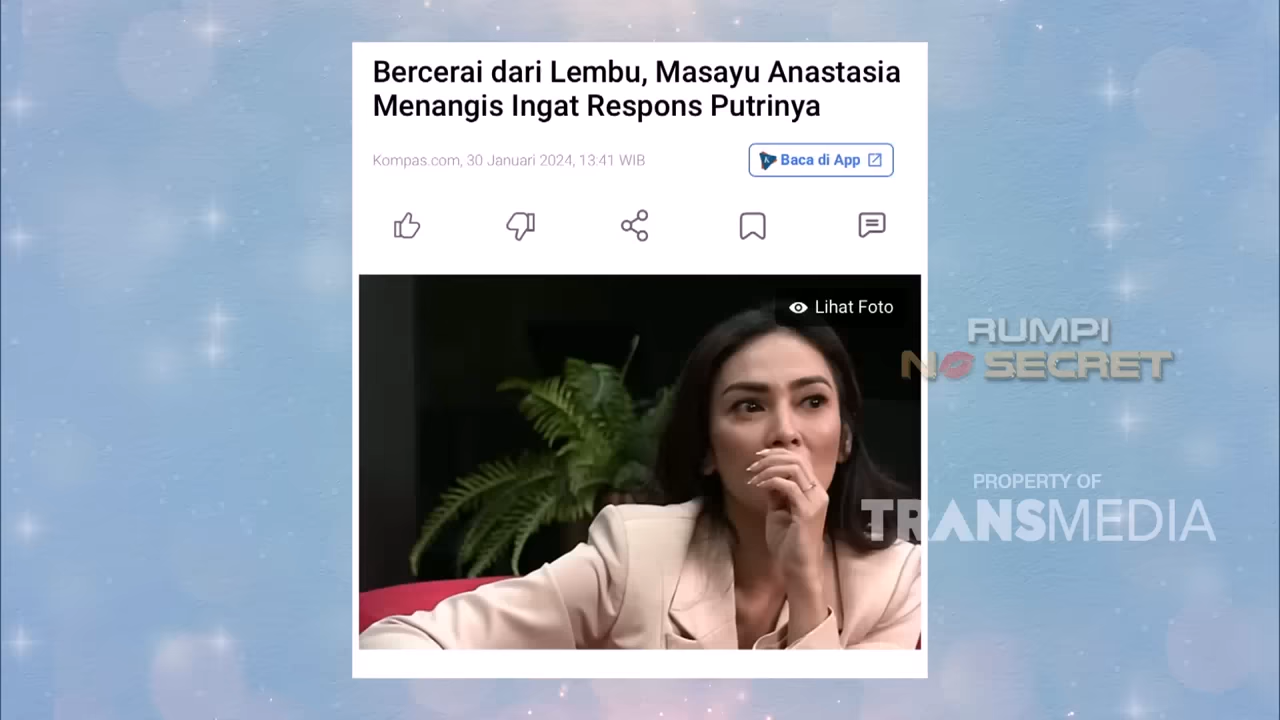 Bercerai dari Lembu, Masayu Anastasia
Menangis Ingat Respons Putrinya
Kompas.com, 30 Januari 2024, 13:41 WIB
Baca di App
Lihat Foto
RUMPI
NO SECRET
PROPERTY OF
TRANSMEDIA